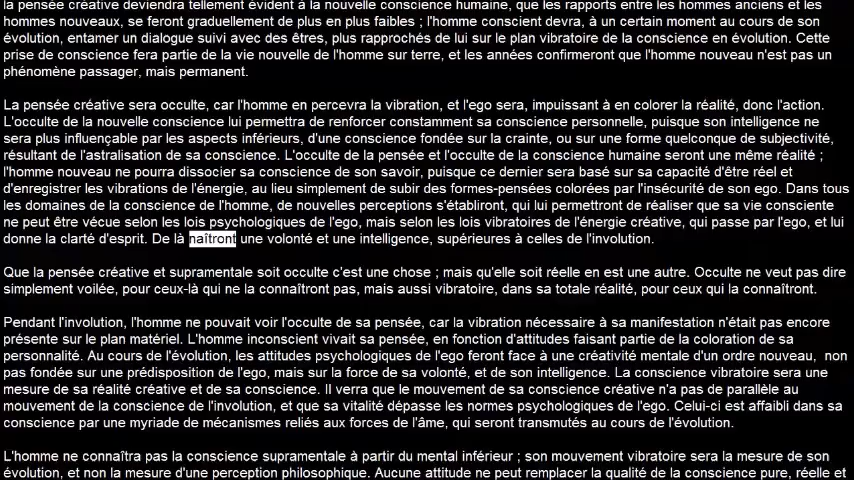 la pensée créative deviendra tellement évident à la nouvelle conscience humaine, que les rapports entre les hommes anciens et les
hommes nouveaux, se feront graduellement de plus en plus faibles ; l'homme conscient devra, à un certain moment au cours de son
évolution, entamer un dialogue suivi avec des êtres, plus rapprochés de lui sur le plan vibratoire de la conscience en évolution. Cette
prise de conscience fera partie de la vie nouvelle de l'homme sur terre, et les années confirmeront que l'homme nouveau n'est pas un
phénomène passager, mais permanent.
La pensée créative sera occulte, car l'homme en percevra la vibration, et l'ego sera, impuissant à en colorer la réalité, donc l'action.
L'occulte de la nouvelle conscience lui permettra de renforcer constamment sa conscience personnelle, puisque son intelligence ne
sera plus influençable par les aspects inférieurs, d'une conscience fondée sur la crainte, ou sur une forme quelconque de subjectivité,
résultant de l'astralisation de sa conscience. L'occulte de la pensée et l'occulte de la conscience humaine seront une même réalité ;
l'homme nouveau ne pourra dissocier sa conscience de son savoir, puisque ce dernier sera basé sur sa capacité d'être réel et
d'enregistrer les vibrations de l'énergie, au lieu simplement de subir des formes-pensées colorées par l'insécurité de son ego. Dans tous
les domaines de la conscience de l'homme, de nouvelles perceptions s'établiront, qui lui permettront de réaliser que sa vie consciente
ne peut être vécue selon les lois psychologiques de l'ego, mais selon les lois vibratoires de l'énergie créative, qui passe par l'ego, et lui
donne la clarté d'esprit. De là naîtront une volonté et une intelligence, supérieures à celles de l'involution.
Que la pensée créative et supramentale soit occulte c'est une chose ; mais qu'elle soit réelle en est une autre. Occulte ne veut pas dire
simplement voilée, pour ceux-là qui ne la connaîtront pas, mais aussi vibratoire, dans sa totale réalité, pour ceux qui la connaîtront.
Pendant l'involution, l'homme ne pouvait voir l'occulte de sa pensée, car la vibration nécessaire à sa manifestation n'était pas encore
présente sur le plan matériel. L'homme inconscient vivait sa pensée, en fonction d'attitudes faisant partie de la coloration de sa
personnalité. Au cours de l'évolution, les attitudes psychologiques de l'ego feront face à une créativité mentale d'un ordre nouveau, non
pas fondée sur une prédisposition de l'ego, mais sur la force de sa volonté, et de son intelligence. La conscience vibratoire sera une
mesure de sa réalité créative et de sa conscience. Il verra que le mouvement de sa conscience créative n'a pas de parallèle au
mouvement de la conscience de l'involution, et que sa vitalité dépasse les normes psychologiques de l'ego. Celui-ci est affaibli dans sa
conscience par une myriade de mécanismes reliés aux forces de l'âme, qui seront transmutés au cours de l'évolution.
L'homme ne connaîtra pas la conscience supramentale à partir du mental inférieur ; son mouvement vibratoire sera la mesure de son
évolution, et non la mesure d'une perception philosophique. Aucune attitude ne peut remplacer la qualité de la conscience pure, réelle et